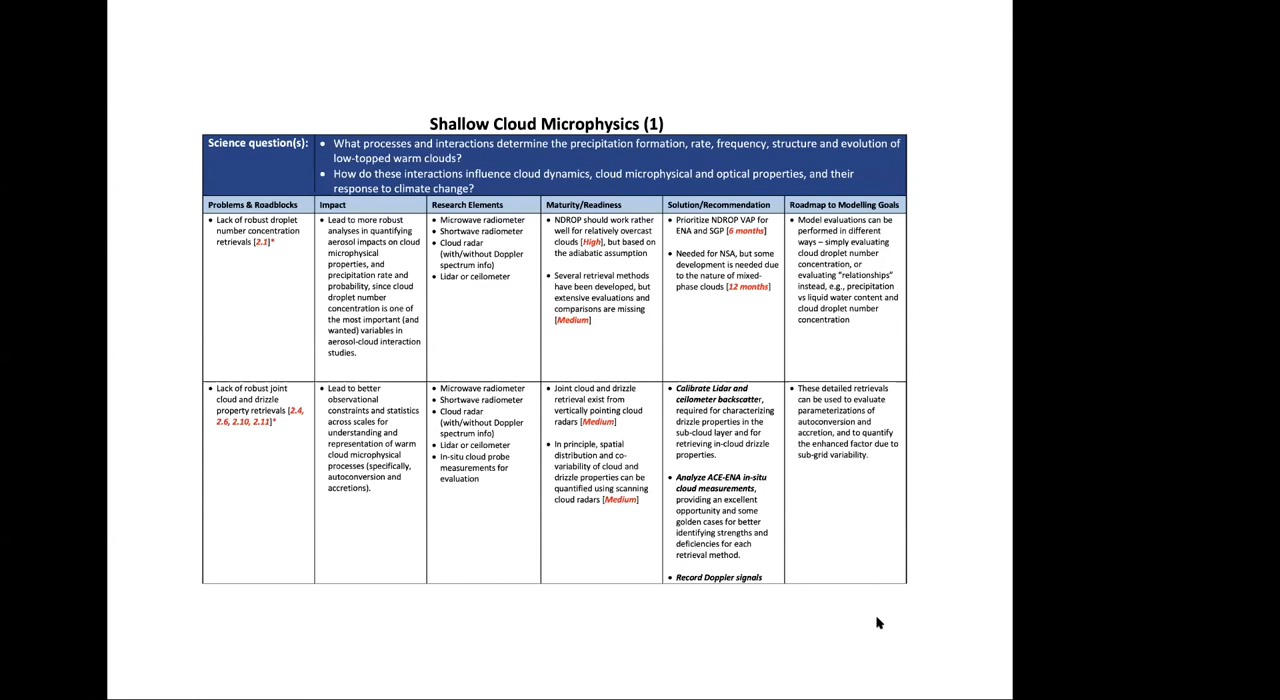 Shallow Cloud Microphysics (1)
Science question(s):
• What processes and interactions determine the precipitation formation, rate, frequency, structure and evolution of
low-topped warm clouds?
• How do these interactions influence cloud dynamics, cloud microphysical and optical properties, and their
response to climate change?
Problems & Roadblocks
Impact
Research Elements
Maturity/Readiness
Solution/Recommendation
Roadmap to Modelling Goals
• Lack of robust droplet
number concentration
retrievals [2.1]*
• Lead to more robust
analyses in quantifying
aerosol impacts on cloud
microphysical
properties, and
precipitation rate and
probability, since cloud
droplet number
concentration is one of
the most important (and
wanted) variables in
aerosol-cloud interaction
studies.
• Microwave radiometer
• Shortwave radiometer
• Cloud radar
(with/without Doppler
spectrum info)
• Lidar or ceilometer
• NDROP should work rather
well for relatively overcast
clouds [High], but based on
the adiabatic assumption
• Several retrieval methods
have been developed, but
extensive evaluations and
comparisons are missing
[Medium]
• Prioritize NDROP VAP for
ENA and SGP [6 months]
• Needed for NSA, but some
development is needed due
to the nature of mixed-
phase clouds [12 months]
• Model evaluations can be
performed in different
ways – simply evaluating
cloud droplet number
concentration, or
evaluating “relationships”
instead, e.g., precipitation
vs liquid water content and
cloud droplet number
concentration
• Lack of robust joint
cloud and drizzle
property retrievals [2.4,
2.6, 2.10, 2.11]*
• Lead to better
observational
constraints and statistics
across scales for
understanding and
representation of warm
cloud microphysical
processes (specifically,
autoconversion and
accretions).
• Microwave radiometer
• Shortwave radiometer
• Cloud radar
(with/without Doppler
spectrum info)
• Lidar or ceilometer
• In-situ cloud probe
measurements for
evaluation
• Joint cloud and drizzle
retrieval exist from
vertically pointing cloud
radars [Medium]
• In principle, spatial
distribution and co-
variability of cloud and
drizzle properties can be
quantified using scanning
cloud radars [Medium]
• Calibrate Lidar and
ceilometer backscatter,
required for characterizing
drizzle properties in the
sub-cloud layer and for
retrieving in-cloud drizzle
properties.
• Analyze ACE-ENA in-situ
cloud measurements,
providing an excellent
opportunity and some
golden cases for better
identifying strengths and
deficiencies for each
retrieval method.
• Record Doppler signals
• These detailed retrievals
can be used to evaluate
parameterizations of
autoconversion and
accretion, and to quantify
the enhanced factor due to
sub-grid variability.